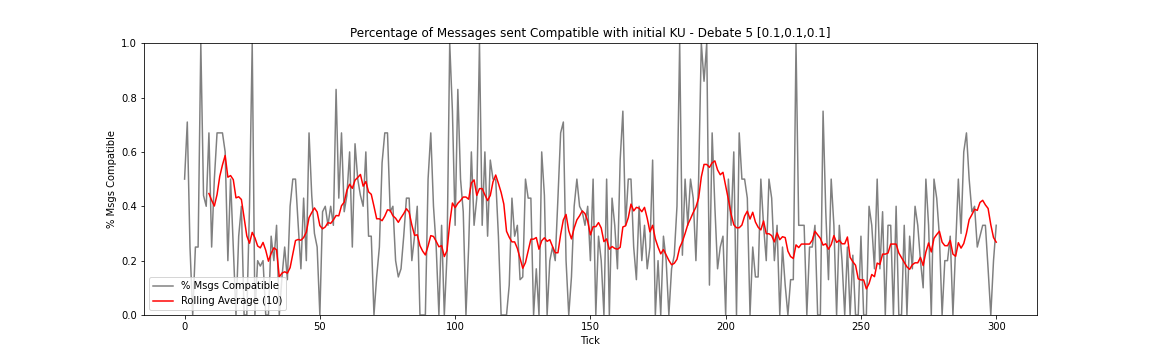 Percentage of Messages sent Compatible with initial KU - Debate 5 [0.1,0.1,0.1]
1.0
0.8
0.6
0.4
0.2
0.0
% Msgs Compatible
% Msgs Compatible
Rolling Average (10)
0
50
100
150
200
250
300
Tick